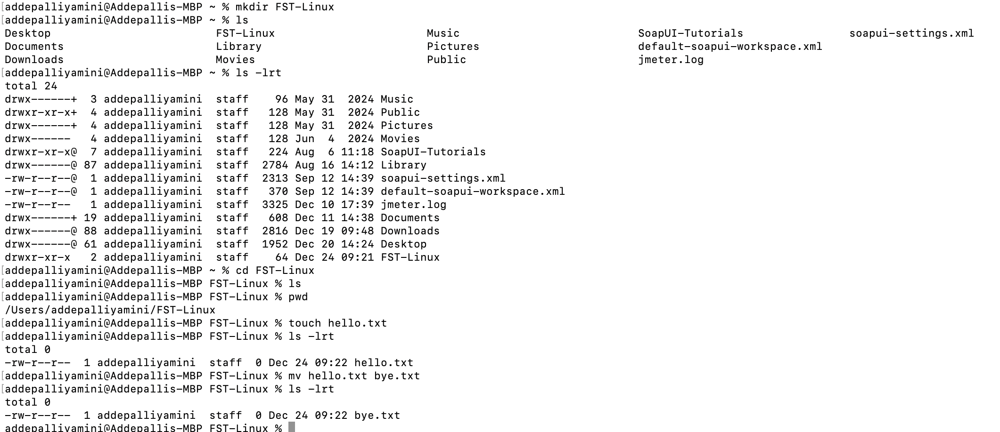 [addepalliyamini@Addepallis-MBP ~ % mkdir FST-Linux
[addepalliyamini@Addepallis-MBP ~ % ls
Desktop                         FST-Linux                       Music                           SoapUI-Tutorials                soapui-settings.xml
Documents                       Library                         Pictures                        default-soapui-workspace.xml
Downloads                       Movies                          Public                          jmeter.log
[addepalliyamini@Addepallis-MBP ~ % ls -lrt
total 24
drwx------+  3 addepalliyamini  staff    96 May 31  2024 Music
drwxr-xr-x+  4 addepalliyamini  staff   128 May 31  2024 Public
drwx------+  4 addepalliyamini  staff   128 May 31  2024 Pictures
drwx------   4 addepalliyamini  staff   128 Jun  4  2024 Movies
drwxr-xr-x@  7 addepalliyamini  staff   224 Aug  6 11:18 SoapUI-Tutorials
drwx------@ 87 addepalliyamini  staff  2784 Aug 16 14:12 Library
-rw-r--r--@  1 addepalliyamini  staff  2313 Sep 12 14:39 soapui-settings.xml
-rw-r--r--@  1 addepalliyamini  staff   370 Sep 12 14:39 default-soapui-workspace.xml
-rw-r--r--   1 addepalliyamini  staff  3325 Dec 10 17:39 jmeter.log
drwx------+ 19 addepalliyamini  staff   608 Dec 11 14:38 Documents
drwx------@ 88 addepalliyamini  staff  2816 Dec 19 09:48 Downloads
drwx------@ 61 addepalliyamini  staff  1952 Dec 20 14:24 Desktop
drwxr-xr-x   2 addepalliyamini  staff    64 Dec 24 09:21 FST-Linux
[addepalliyamini@Addepallis-MBP ~ % cd FST-Linux
[addepalliyamini@Addepallis-MBP FST-Linux % ls
[addepalliyamini@Addepallis-MBP FST-Linux % pwd
/Users/addepalliyamini/FST-Linux
[addepalliyamini@Addepallis-MBP FST-Linux % touch hello.txt
[addepalliyamini@Addepallis-MBP FST-Linux % ls -lrt
total 0
-rw-r--r--  1 addepalliyamini  staff  0 Dec 24 09:22 hello.txt
[addepalliyamini@Addepallis-MBP FST-Linux % mv hello.txt bye.txt
[addepalliyamini@Addepallis-MBP FST-Linux % ls -lrt
total 0
-rw-r--r--  1 addepalliyamini  staff  0 Dec 24 09:22 bye.txt
addepalliyamini@Addepallis-MBP FST-Linux %